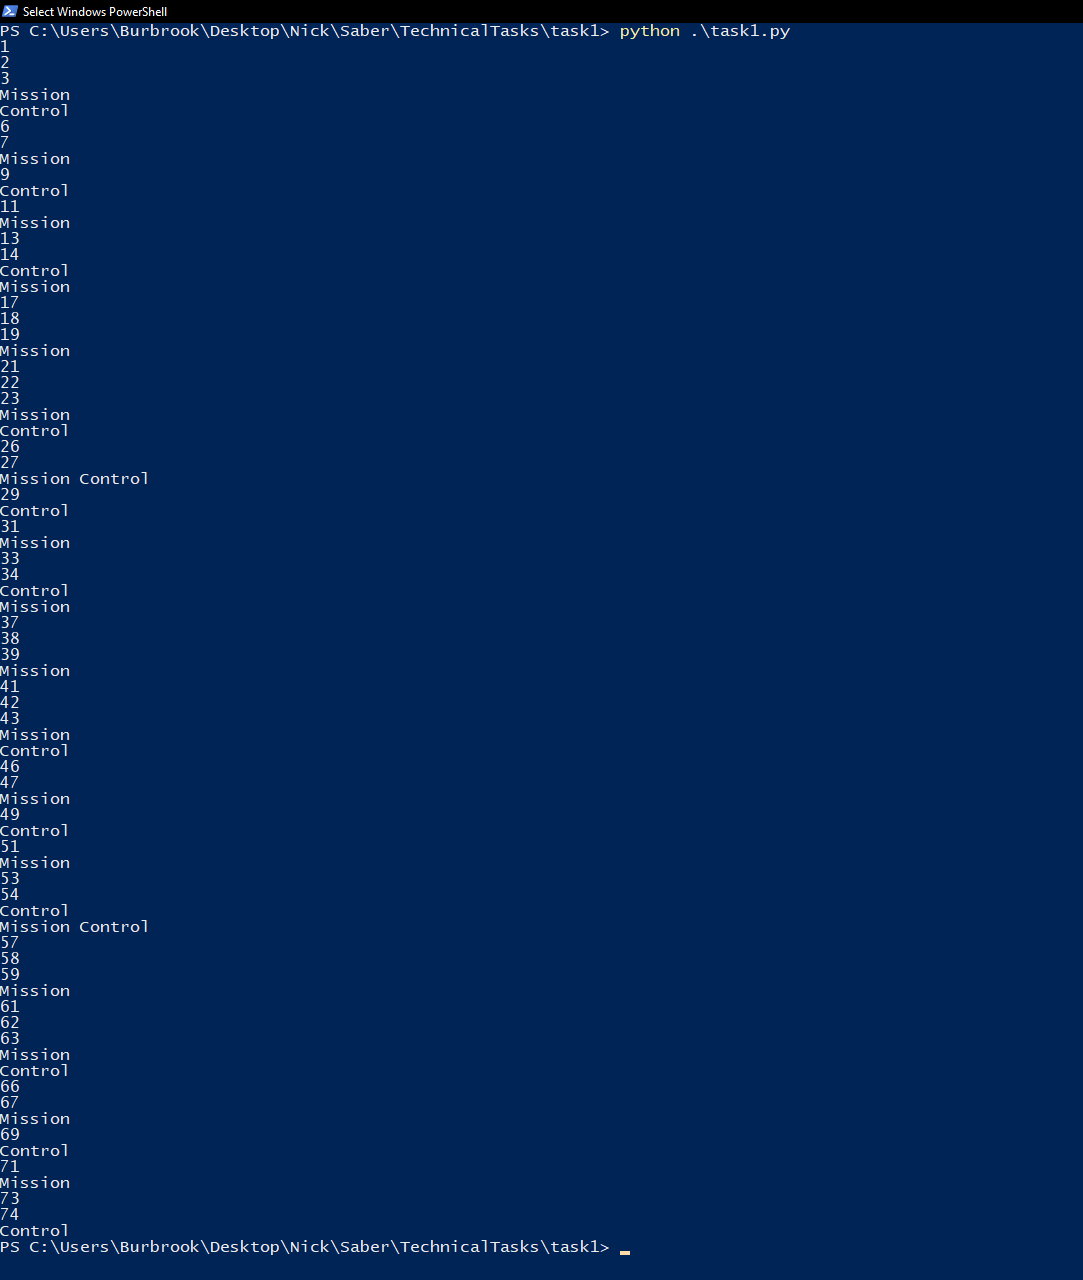 Select Windows PowerShell
PS C:\Users\Burbrook\Desktop\Nick\Saber\TechnicalTasks\task1> python .\task1.py
1
2
3
Mission
Control
6
7
Mission
9
Control
11
Mission
13
14
Control
Mission
17
18
19
Mission
21
22
23
Mission
Control
26
27
Mission Control
29
Control
31
Mission
33
34
Control
Mission
37
38
39
Mission
41
42
43
Mission
Control
46
47
Mission
49
Control
51
Mission
53
54
Control
Mission Control
57
58
59
Mission
61
62
63
Mission
Control
66
67
Mission
69
Control
71
Mission
73
74
Control
PS C:\Users\Burbrook\Desktop\Nick\Saber\TechnicalTasks\task1>